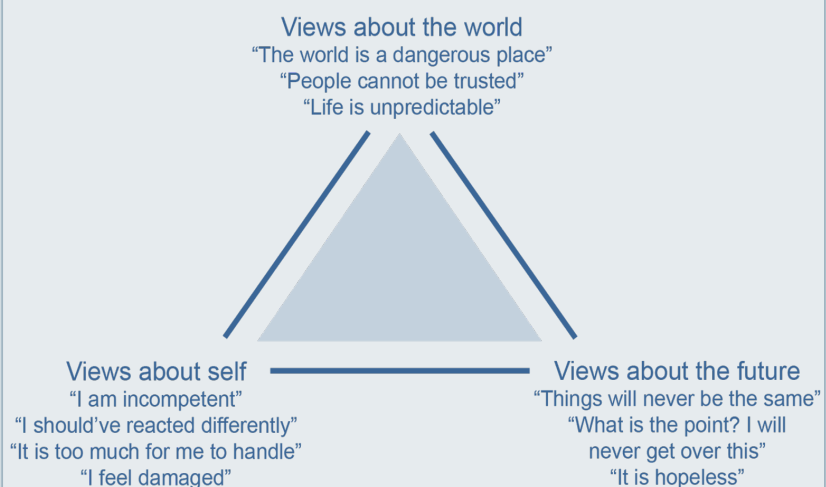 Views about the world
“The world is a dangerous place”
“People cannot be trusted”
“Life is unpredictable”
Views about self
“I am incompetent”
“I should’ve reacted differently”
“It is too much for me to handle”
“I feel damaged”
Views about the future
“Things will never be the same”
“What is the point? I will
never get over this”
“It is hopeless”